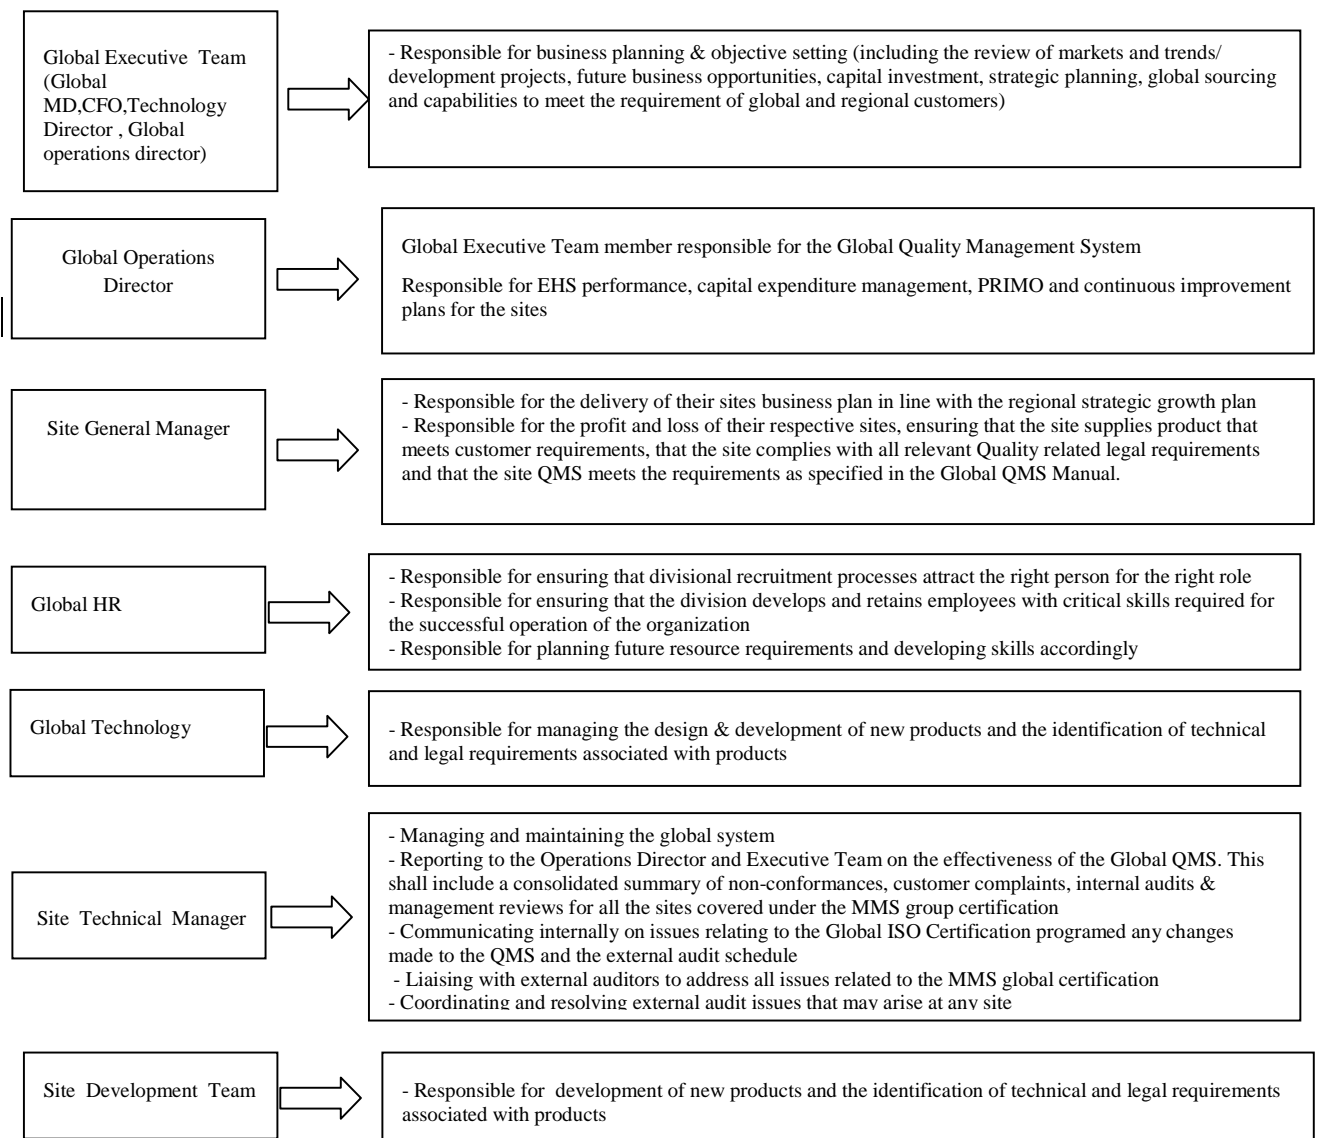 Global Executive Team
(Global
MD,CFO,Technology
Director , Global
operations director)
- Responsible for business planning & objective setting (including the review of markets and trends/
development projects, future business opportunities, capital investment, strategic planning, global sourcing
and capabilities to meet the requirement of global and regional customers)
Global Operations
Director
Global Executive Team member responsible for the Global Quality Management System
Responsible for EHS performance, capital expenditure management, PRIMO and continuous improvement
plans for the sites
Site General Manager
- Responsible for the delivery of their sites business plan in line with the regional strategic growth plan
- Responsible for the profit and loss of their respective sites, ensuring that the site supplies product that
meets customer requirements, that the site complies with all relevant Quality related legal requirements
and that the site QMS meets the requirements as specified in the Global QMS Manual.
Global HR
- Responsible for ensuring that divisional recruitment processes attract the right person for the right role
- Responsible for ensuring that the division develops and retains employees with critical skills required for
the successful operation of the organization
- Responsible for planning future resource requirements and developing skills accordingly
Global Technology
- Responsible for managing the design & development of new products and the identification of technical
and legal requirements associated with products
Site Technical Manager
- Managing and maintaining the global system
- Reporting to the Operations Director and Executive Team on the effectiveness of the Global QMS. This
shall include a consolidated summary of non-conformances, customer complaints, internal audits &
management reviews for all the sites covered under the MMS group certification
- Communicating internally on issues relating to the Global ISO Certification programed any changes
made to the QMS and the external audit schedule
- Liaising with external auditors to address all issues related to the MMS global certification
- Coordinating and resolving external audit issues that may arise at any site
Site Development Team
- Responsible for development of new products and the identification of technical and legal requirements
associated with products